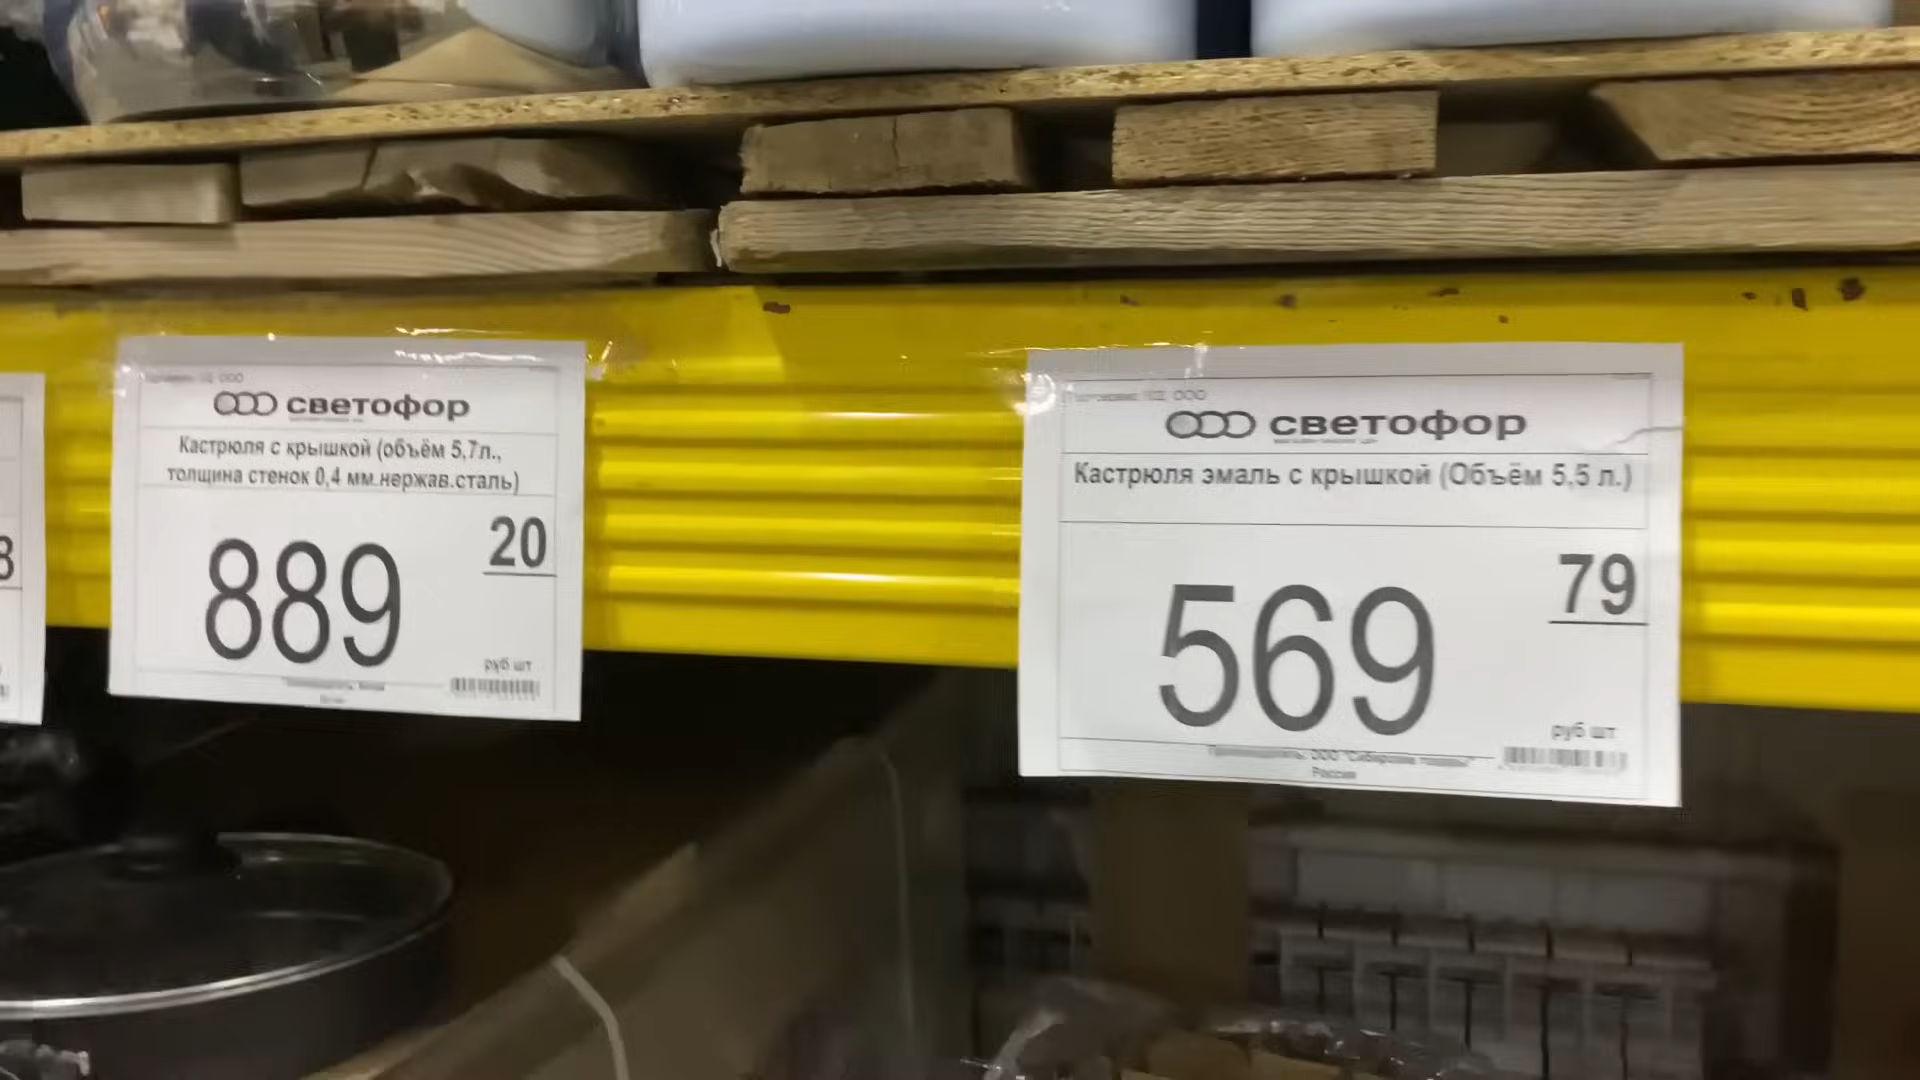 светофор
Кастрюля с крышкой (объём 5,7л.,
толщина стенок 0,4 мм.нержав.сталь)
889 20
руб шт
светофор
Кастрюля эмаль с крышкой (Объём 5,5 л.)
569 79
руб шт
Россия